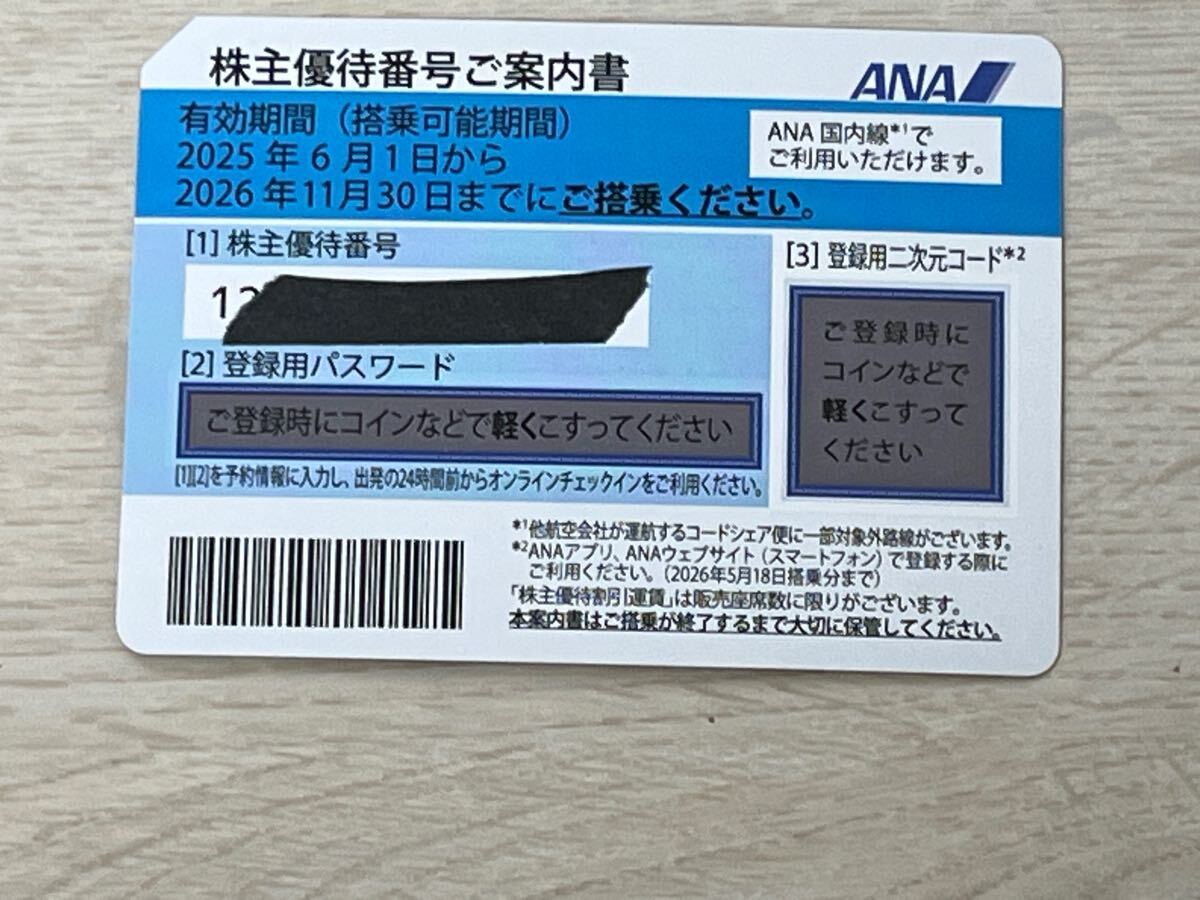 株主優待番号ご案内書
ANA
有効期間（搭乗可能期間）
2025年6月1日から
2026年11月30日までにご搭乗ください。
ANA国内線*1で
ご利用いただけます。
[1] 株主優待番号
12
[2] 登録用パスワード
ご登録時にコインなどで軽くこすってください
[1][2]を予約情報に入力し、出発の24時間前からオンラインチェックインをご利用ください。
[3] 登録用二次元コード*2
ご登録時に
コインなどで
軽くこすって
ください
*1他航空会社が運航するコードシェア便に一部対象外路線がございます。
*2ANAアプリ、ANAウェブサイト（スマートフォン）で登録する際に
ご利用ください。（2026年5月18日搭乗分まで）
「株主優待割引運賃」は販売座席数に限りがございます。
本案内書はご搭乗が終了するまで大切に保管してください。